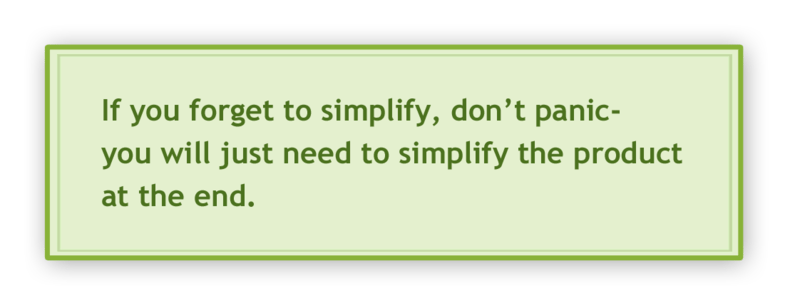 If you forget to simplify, don’t panic-
you will just need to simplify the product
at the end.